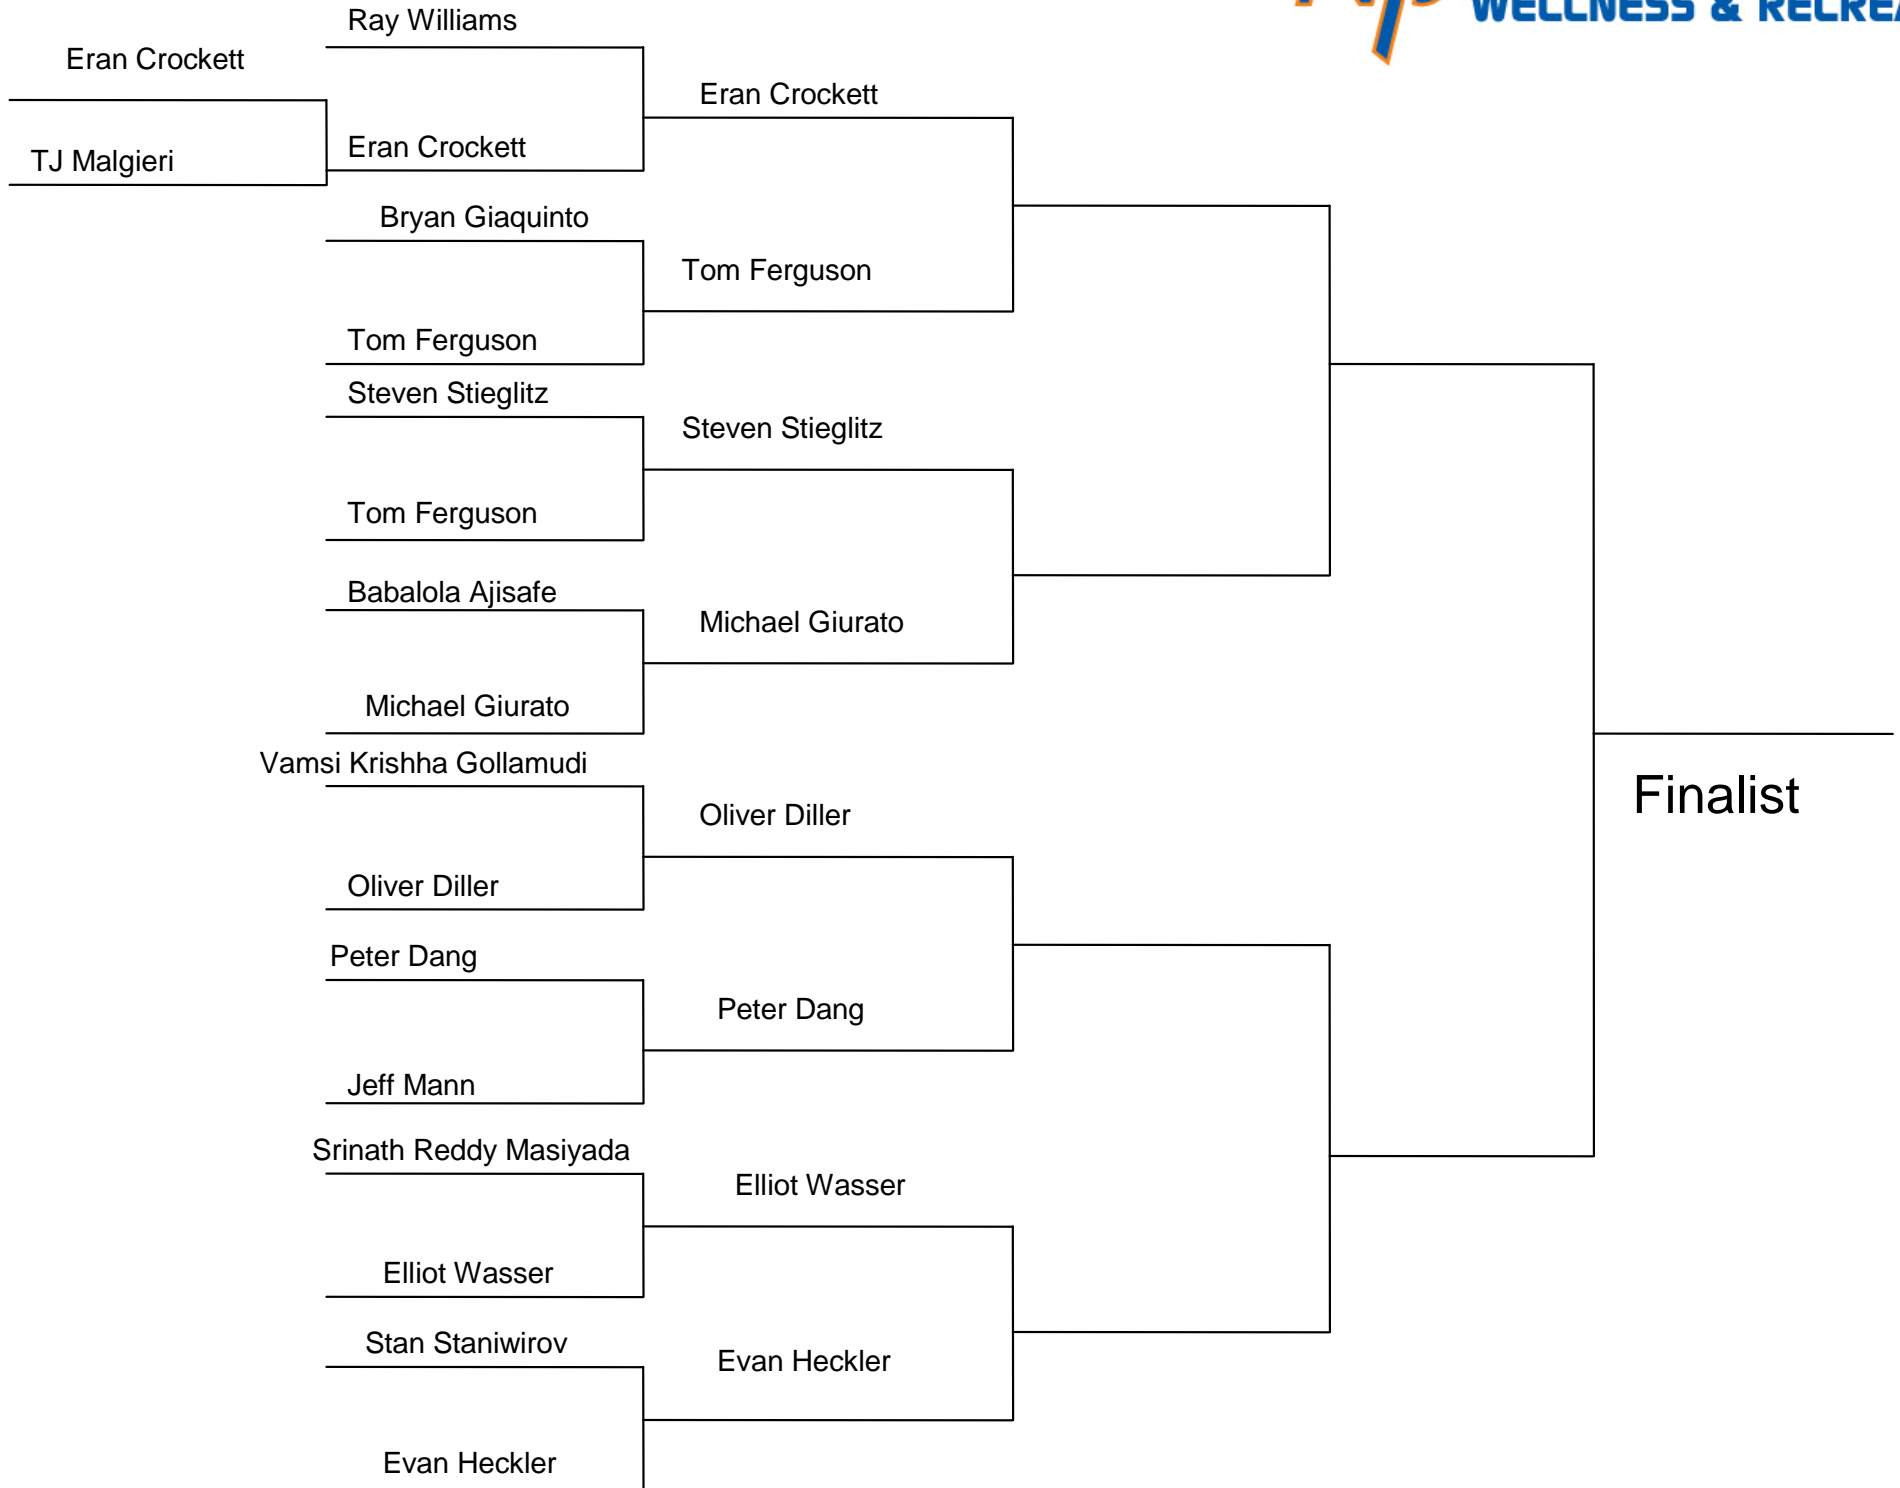 WELLNESS & RECREA
Ray Williams
Eran Crockett
Eran Crockett
Eran Crockett
TJ Malgieri
Bryan Giaquinto
Tom Ferguson
Tom Ferguson
Steven Stieglitz
Steven Stieglitz
Tom Ferguson
Babalola Ajisafe
Michael Giurato
Michael Giurato
Vamsi Krishha Gollamudi
Finalist
Oliver Diller
Oliver Diller
Peter Dang
Peter Dang
Jeff Mann
Srinath Reddy Masiyada
Elliot Wasser
Elliot Wasser
Stan Staniwirov
Evan Heckler
Evan Heckler